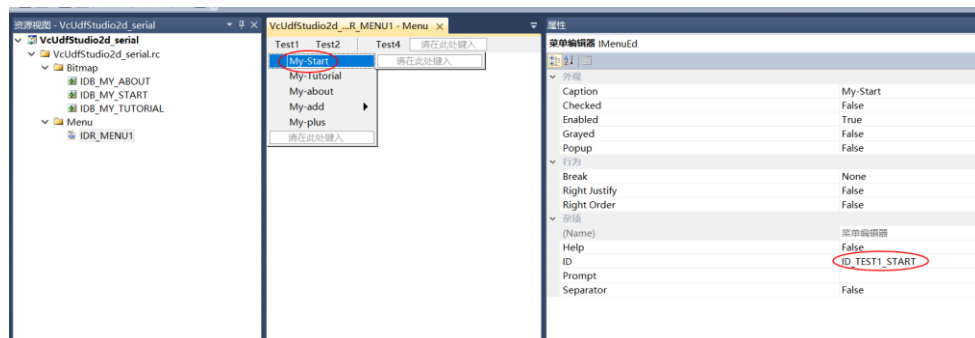 资源视图 - VcUdfStudio2d_serial
VcUdfStudio2d_serial
VcUdfStudio2d_serial.rc
Bitmap
IDB_MY_ABOUT
IDB_MY_START
IDB_MY_TUTORIAL
Menu
IDR_MENU1
VcUdfStudio2d_...R_MENU1 - Menu
Test1 Test2 Test4 请在此处键入
My-Start 请在此处键入
My-Tutorial
My-about
My-add
My-plus
请在此处键入
属性
菜单编辑器 IMenuEd
外观
Caption My-Start
Checked False
Enabled True
Grayed False
Popup False
行为
Break None
Right Justify False
Right Order False
杂项
(Name) 菜单编辑器
Help False
ID ID_TEST1_START
Prompt
Separator False